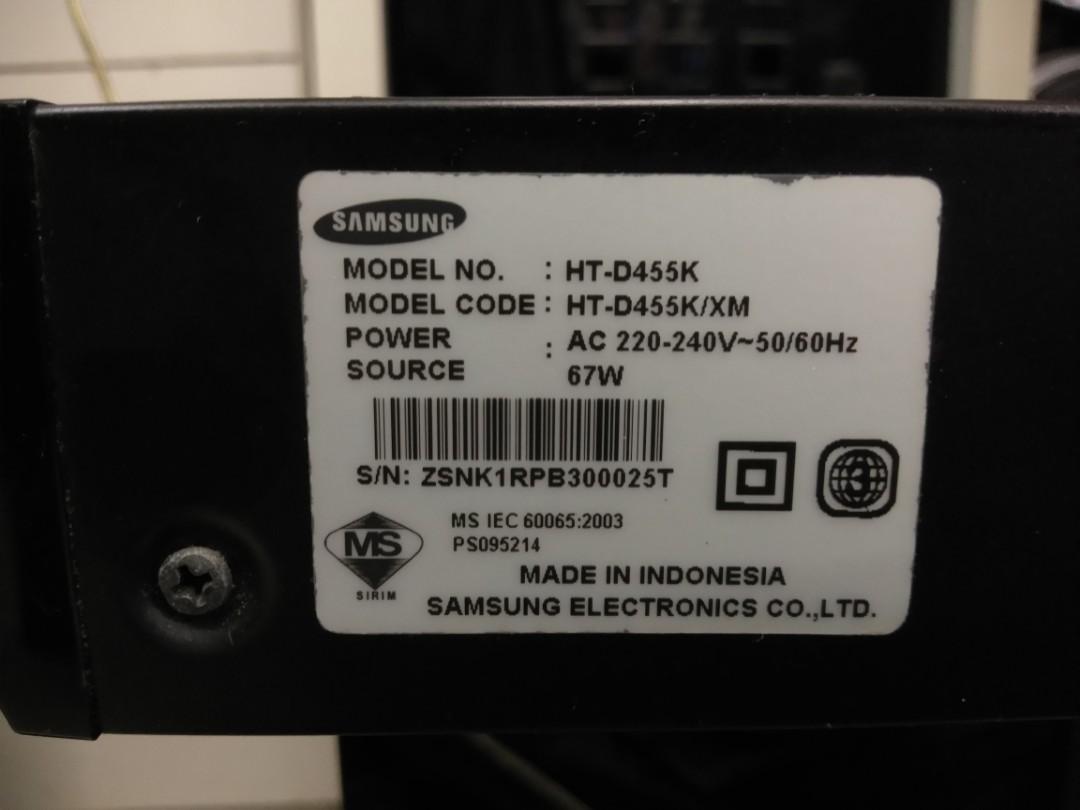 SAMSUNG
MODEL NO. : HT-D455K
MODEL CODE : HT-D455K/XM
POWER SOURCE : AC 220-240V~50/60Hz
67W
S/N: ZSNK1RPB300025T
3
MS
SIRIM
MS IEC 60065:2003
PS095214
MADE IN INDONESIA
SAMSUNG ELECTRONICS CO.,LTD.